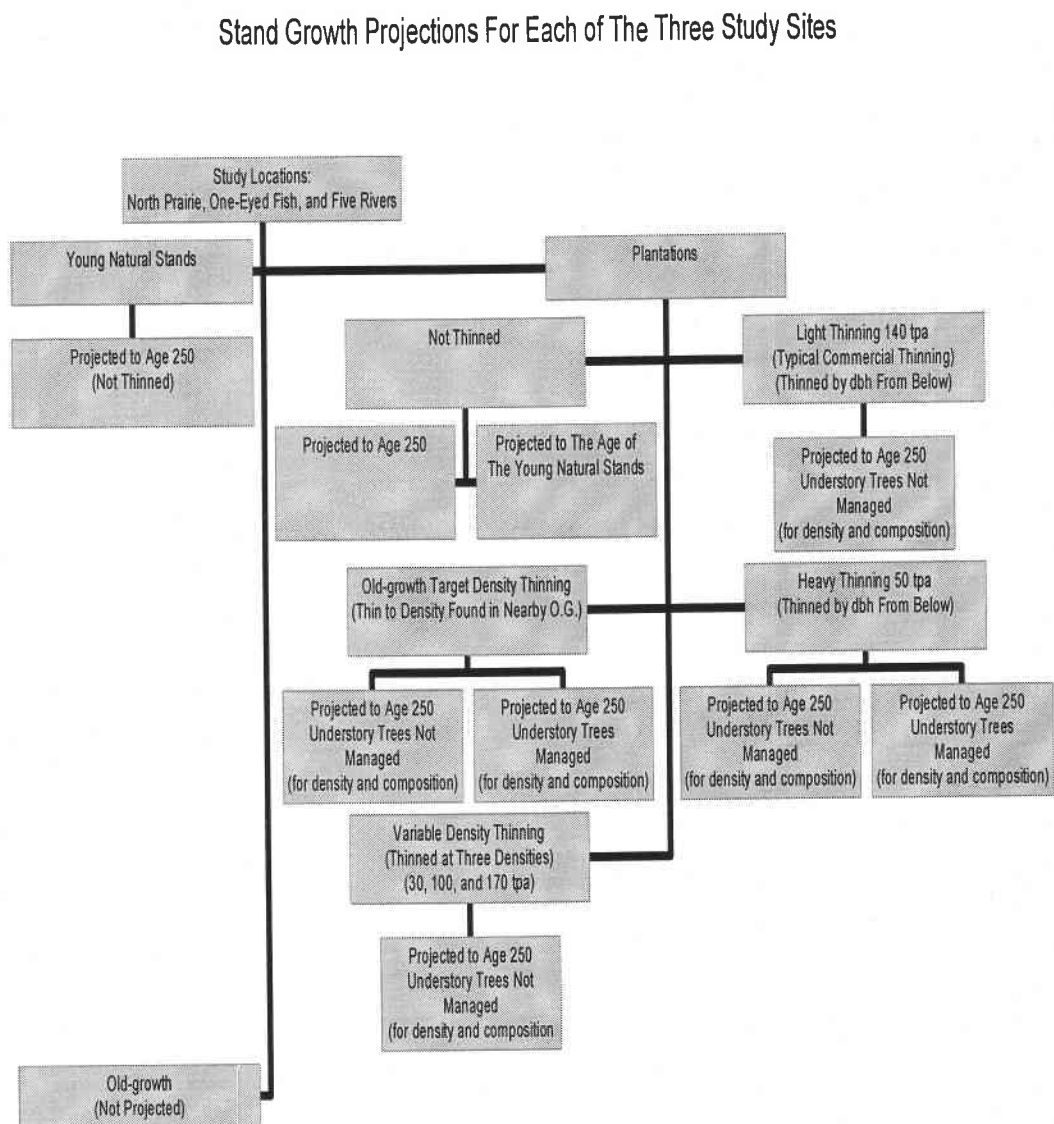 Stand Growth Projections For Each of The Three Study Sites
Study Locations:
North Prairie, One-Eyed Fish, and Five Rivers
Young Natural Stands
Plantations
Projected to Age 250
(Not Thinned)
Not Thinned
Light Thinning 140 tpa
(Typical Commercial Thinning)
(Thinned by dbh From Below)
Projected to Age 250
Projected to The Age of
The Young Natural Stands
Projected to Age 250
Understory Trees Not
Managed
(for density and composition)
Old-growth Target Density Thinning
(Thin to Density Found in Nearby O.G.)
Heavy Thinning 50 tpa
(Thinned by dbh From Below)
Projected to Age 250
Understory Trees Not
Managed
(for density and composition)
Projected to Age 250
Understory Trees
Managed
(for density and composition)
Projected to Age 250
Understory Trees Not
Managed
(for density and composition)
Projected to Age 250
Understory Trees
Managed
(for density and composition)
Variable Density Thinning
(Thinned at Three Densities)
(30, 100, and 170 tpa)
Projected to Age 250
Understory Trees Not
Managed
(for density and composition
Old-growth
(Not Projected)